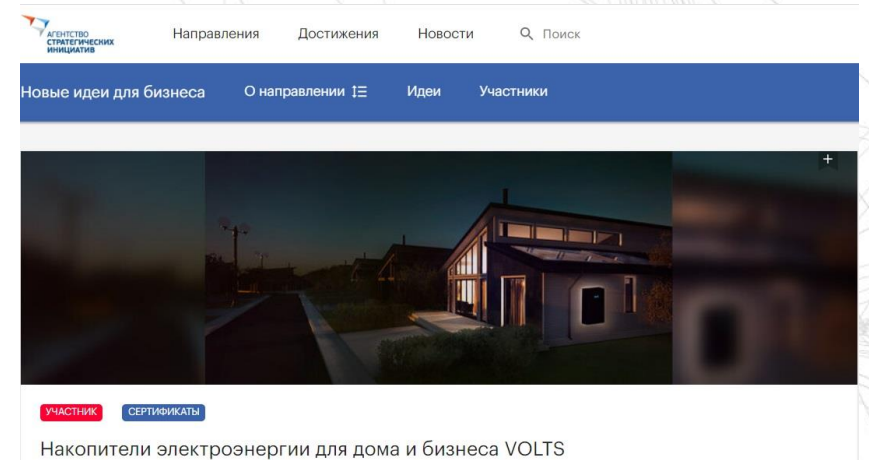 АГЕНТСТВО
СТРАТЕГИЧЕСКИХ
ИНИЦИАТИВ
Направления Достижения Новости Поиск
Новые идеи для бизнеса О направлении Идеи Участники
УЧАСТНИК СЕРТИФИКАТЫ
Накопители электроэнергии для дома и бизнеса VOLTS